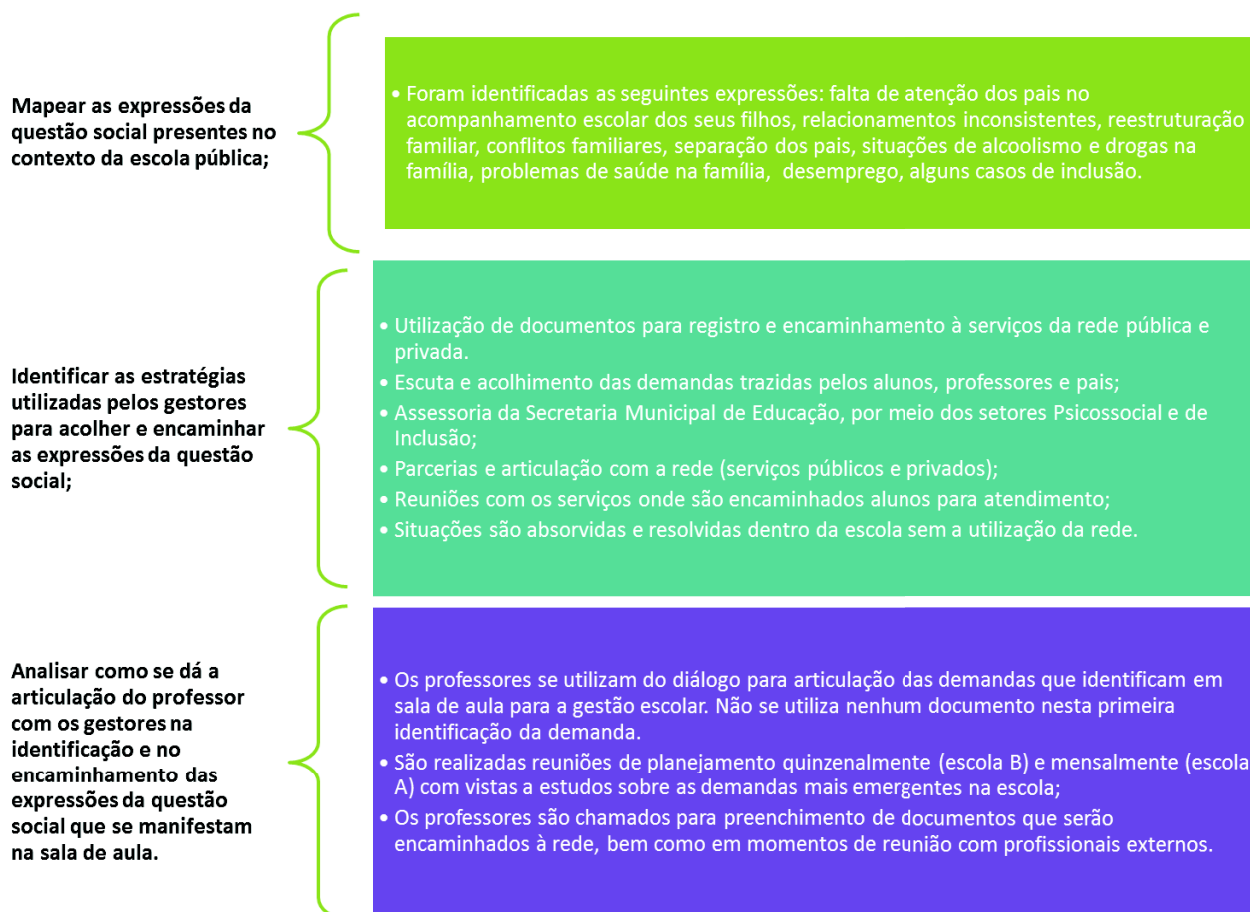 Mapear as expressões da
questão social presentes no
contexto da escola pública;
• Foram identificadas as seguintes expressões: falta de atenção dos pais no
acompanhamento escolar dos seus filhos, relacionamentos inconsistentes, reestruturação
familiar, conflitos familiares, separação dos pais, situações de alcoolismo e drogas na
família, problemas de saúde na família, desemprego, alguns casos de inclusão.
Identificar as estratégias
utilizadas pelos gestores
para acolher e encaminhar
as expressões da questão
social;
• Utilização de documentos para registro e encaminhamento à serviços da rede pública e
privada.
• Escuta e acolhimento das demandas trazidas pelos alunos, professores e pais;
• Assessoria da Secretaria Municipal de Educação, por meio dos setores Psicossocial e de
Inclusão;
• Parcerias e articulação com a rede (serviços públicos e privados);
• Reuniões com os serviços onde são encaminhados alunos para atendimento;
• Situações são absorvidas e resolvidas dentro da escola sem a utilização da rede.
Analisar como se dá a
articulação do professor
com os gestores na
identificação e no
encaminhamento das
expressões da questão
social que se manifestam
na sala de aula.
• Os professores se utilizam do diálogo para articulação das demandas que identificam em
sala de aula para a gestão escolar. Não se utiliza nenhum documento nesta primeira
identificação da demanda.
• São realizadas reuniões de planejamento quinzenalmente (escola B) e mensalmente (escola
A) com vistas a estudos sobre as demandas mais emergentes na escola;
• Os professores são chamados para preenchimento de documentos que serão
encaminhados à rede, bem como em momentos de reunião com profissionais externos.